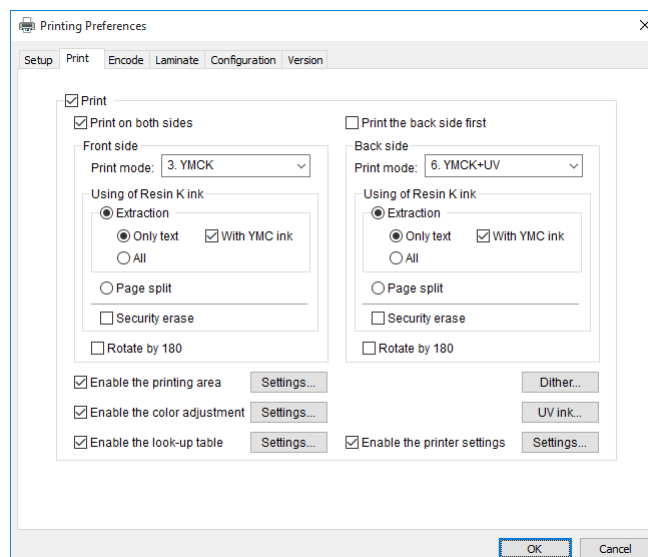 Printing Preferences
Setup Print Encode Laminate Configuration Version
Print
Print on both sides Print the back side first
Front side Back side
Print mode: 3. YMCK Print mode: 6. YMCK+UV
Using of Resin K ink Using of Resin K ink
Extraction Extraction
Only text With YMC ink Only text With YMC ink
All All
Page split Page split
Security erase Security erase
Rotate by 180 Rotate by 180
Enable the printing area Settings... Dither...
Enable the color adjustment Settings... UV ink...
Enable the look-up table Settings... Enable the printer settings Settings...
OK Cancel